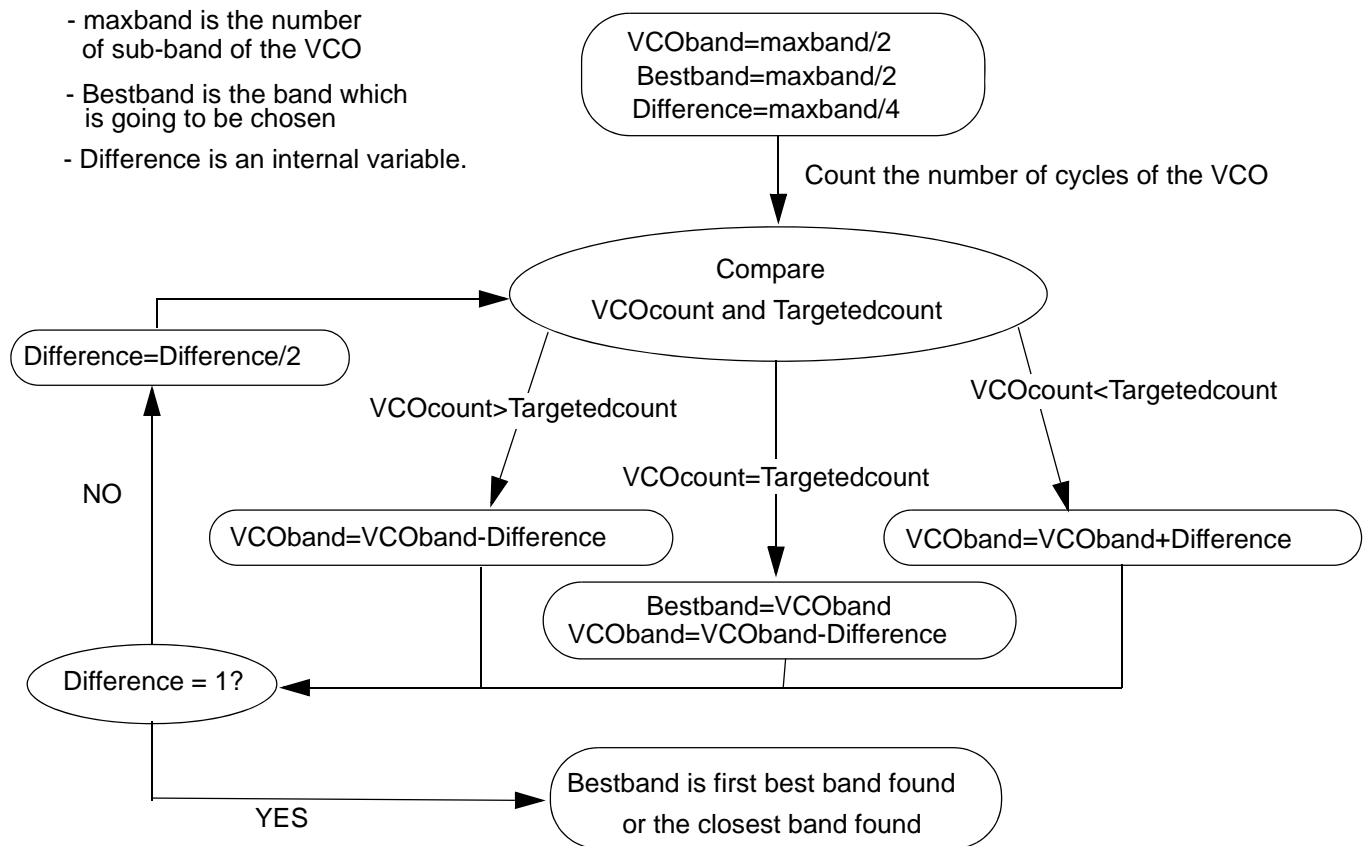 - maxband is the number
of sub-band of the VCO
- Bestband is the band which
is going to be chosen
- Difference is an internal variable.
VCOband=maxband/2
Bestband=maxband/2
Difference=maxband/4
Count the number of cycles of the VCO
Compare
VCOcount and Targetedcount
Difference=Difference/2
VCOcount>Targetedcount
VCOcount<Targetedcount
VCOcount=Targetedcount
NO
VCOband=VCOband-Difference
VCOband=VCOband+Difference
Bestband=VCOband
VCOband=VCOband-Difference
Difference = 1?
YES
Bestband is first best band found
or the closest band found